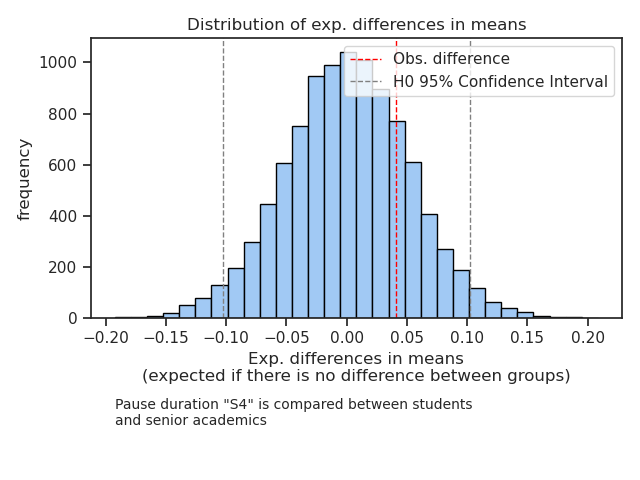 Distribution of exp. differences in means
Obs. difference
H0 95% Confidence Interval
frequency
1000
800
600
400
200
0
−0.20 −0.15 −0.10 −0.05 0.00 0.05 0.10 0.15 0.20
Exp. differences in means
(expected if there is no difference between groups)
Pause duration "S4" is compared between students
and senior academics